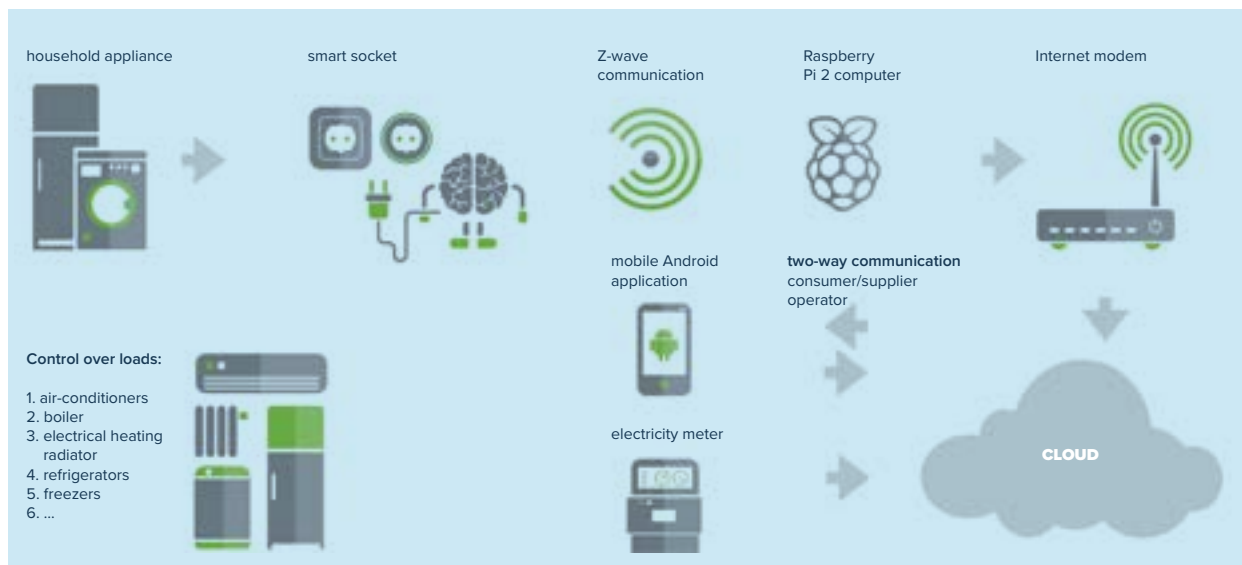 household appliance
smart socket
Z-wave
communication
Raspberry
Pi 2 computer
Internet modem
mobile Android
application
two-way communication
consumer/supplier
operator
Control over loads:
1. air-conditioners
2. boiler
3. electrical heating
radiator
4. refrigerators
5. freezers
6. ...
electricity meter
CLOUD